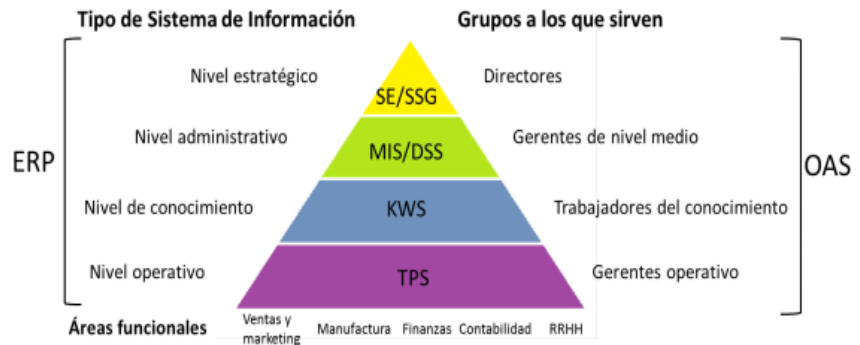 Tipo de Sistema de Información
Grupos a los que sirven
Nivel estratégico
SE/SSG
Directores
Nivel administrativo
MIS/DSS
Gerentes de nivel medio
ERP
OAS
Nivel de conocimiento
KWS
Trabajadores del conocimiento
Nivel operativo
TPS
Gerentes operativo
Áreas funcionales
Ventas y
marketing
Manufactura
Finanzas
Contabilidad
RRHH